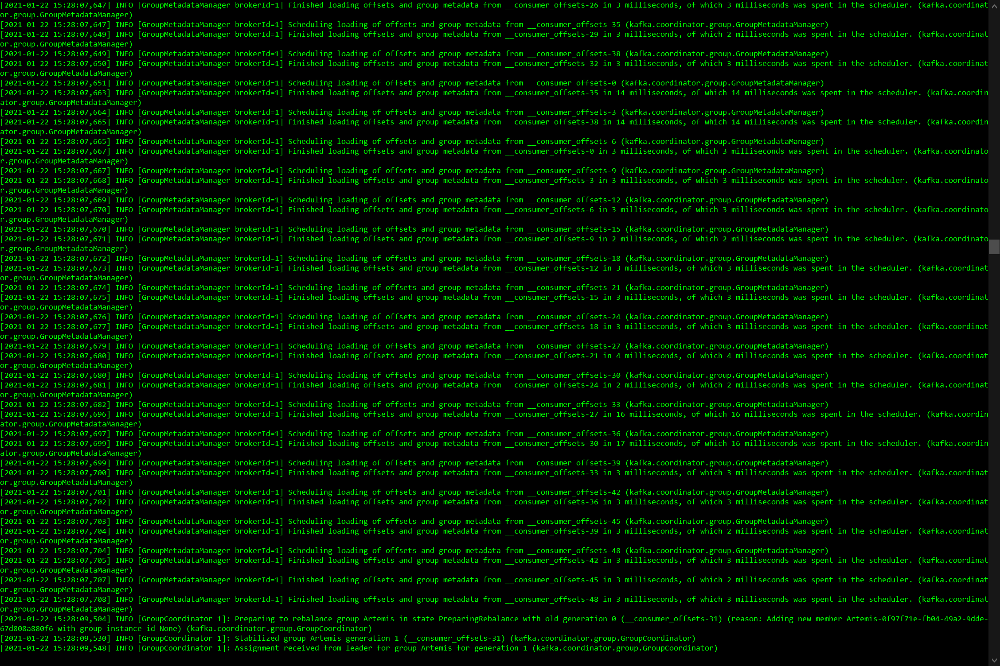 [2021-01-22 15:28:07,647] INFO [GroupMetadataManager brokerId=1] Finished loading offsets and group metadata from __consumer_offsets-26 in 3 milliseconds, of which 3 milliseconds was spent in the scheduler. (kafka.coordinat
or.group.GroupMetadataManager)
[2021-01-22 15:28:07,647] INFO [GroupMetadataManager brokerId=1] Scheduling loading of offsets and group metadata from __consumer_offsets-35 (kafka.coordinator.group.GroupMetadataManager)
[2021-01-22 15:28:07,649] INFO [GroupMetadataManager brokerId=1] Finished loading offsets and group metadata from __consumer_offsets-29 in 3 milliseconds, of which 2 milliseconds was spent in the scheduler. (kafka.coordinat
or.group.GroupMetadataManager)
[2021-01-22 15:28:07,649] INFO [GroupMetadataManager brokerId=1] Scheduling loading of offsets and group metadata from __consumer_offsets-38 (kafka.coordinator.group.GroupMetadataManager)
[2021-01-22 15:28:07,650] INFO [GroupMetadataManager brokerId=1] Finished loading offsets and group metadata from __consumer_offsets-32 in 3 milliseconds, of which 3 milliseconds was spent in the scheduler. (kafka.coordinat
or.group.GroupMetadataManager)
[2021-01-22 15:28:07,651] INFO [GroupMetadataManager brokerId=1] Scheduling loading of offsets and group metadata from __consumer_offsets-0 (kafka.coordinator.group.GroupMetadataManager)
[2021-01-22 15:28:07,663] INFO [GroupMetadataManager brokerId=1] Finished loading offsets and group metadata from __consumer_offsets-35 in 14 milliseconds, of which 14 milliseconds was spent in the scheduler. (kafka.coordin
ator.group.GroupMetadataManager)
[2021-01-22 15:28:07,664] INFO [GroupMetadataManager brokerId=1] Scheduling loading of offsets and group metadata from __consumer_offsets-3 (kafka.coordinator.group.GroupMetadataManager)
[2021-01-22 15:28:07,665] INFO [GroupMetadataManager brokerId=1] Finished loading offsets and group metadata from __consumer_offsets-38 in 14 milliseconds, of which 14 milliseconds was spent in the scheduler. (kafka.coordin
ator.group.GroupMetadataManager)
[2021-01-22 15:28:07,665] INFO [GroupMetadataManager brokerId=1] Scheduling loading of offsets and group metadata from __consumer_offsets-6 (kafka.coordinator.group.GroupMetadataManager)
[2021-01-22 15:28:07,667] INFO [GroupMetadataManager brokerId=1] Finished loading offsets and group metadata from __consumer_offsets-0 in 3 milliseconds, of which 3 milliseconds was spent in the scheduler. (kafka.coordinato
r.group.GroupMetadataManager)
[2021-01-22 15:28:07,667] INFO [GroupMetadataManager brokerId=1] Scheduling loading of offsets and group metadata from __consumer_offsets-9 (kafka.coordinator.group.GroupMetadataManager)
[2021-01-22 15:28:07,668] INFO [GroupMetadataManager brokerId=1] Finished loading offsets and group metadata from __consumer_offsets-3 in 3 milliseconds, of which 3 milliseconds was spent in the scheduler. (kafka.coordinato
r.group.GroupMetadataManager)
[2021-01-22 15:28:07,669] INFO [GroupMetadataManager brokerId=1] Scheduling loading of offsets and group metadata from __consumer_offsets-12 (kafka.coordinator.group.GroupMetadataManager)
[2021-01-22 15:28:07,670] INFO [GroupMetadataManager brokerId=1] Finished loading offsets and group metadata from __consumer_offsets-6 in 3 milliseconds, of which 3 milliseconds was spent in the scheduler. (kafka.coordinato
r.group.GroupMetadataManager)
[2021-01-22 15:28:07,670] INFO [GroupMetadataManager brokerId=1] Scheduling loading of offsets and group metadata from __consumer_offsets-15 (kafka.coordinator.group.GroupMetadataManager)
[2021-01-22 15:28:07,671] INFO [GroupMetadataManager brokerId=1] Finished loading offsets and group metadata from __consumer_offsets-9 in 2 milliseconds, of which 2 milliseconds was spent in the scheduler. (kafka.coordinato
r.group.GroupMetadataManager)
[2021-01-22 15:28:07,672] INFO [GroupMetadataManager brokerId=1] Scheduling loading of offsets and group metadata from __consumer_offsets-18 (kafka.coordinator.group.GroupMetadataManager)
[2021-01-22 15:28:07,673] INFO [GroupMetadataManager brokerId=1] Finished loading offsets and group metadata from __consumer_offsets-12 in 3 milliseconds, of which 3 milliseconds was spent in the scheduler. (kafka.coordinat
or.group.GroupMetadataManager)
[2021-01-22 15:28:07,674] INFO [GroupMetadataManager brokerId=1] Scheduling loading of offsets and group metadata from __consumer_offsets-21 (kafka.coordinator.group.GroupMetadataManager)
[2021-01-22 15:28:07,675] INFO [GroupMetadataManager brokerId=1] Finished loading offsets and group metadata from __consumer_offsets-15 in 3 milliseconds, of which 3 milliseconds was spent in the scheduler. (kafka.coordinat
or.group.GroupMetadataManager)
[2021-01-22 15:28:07,676] INFO [GroupMetadataManager brokerId=1] Scheduling loading of offsets and group metadata from __consumer_offsets-24 (kafka.coordinator.group.GroupMetadataManager)
[2021-01-22 15:28:07,677] INFO [GroupMetadataManager brokerId=1] Finished loading offsets and group metadata from __consumer_offsets-18 in 3 milliseconds, of which 3 milliseconds was spent in the scheduler. (kafka.coordinat
or.group.GroupMetadataManager)
[2021-01-22 15:28:07,679] INFO [GroupMetadataManager brokerId=1] Scheduling loading of offsets and group metadata from __consumer_offsets-27 (kafka.coordinator.group.GroupMetadataManager)
[2021-01-22 15:28:07,680] INFO [GroupMetadataManager brokerId=1] Finished loading offsets and group metadata from __consumer_offsets-21 in 4 milliseconds, of which 4 milliseconds was spent in the scheduler. (kafka.coordinat
or.group.GroupMetadataManager)
[2021-01-22 15:28:07,680] INFO [GroupMetadataManager brokerId=1] Scheduling loading of offsets and group metadata from __consumer_offsets-30 (kafka.coordinator.group.GroupMetadataManager)
[2021-01-22 15:28:07,681] INFO [GroupMetadataManager brokerId=1] Finished loading offsets and group metadata from __consumer_offsets-24 in 2 milliseconds, of which 2 milliseconds was spent in the scheduler. (kafka.coordinat
or.group.GroupMetadataManager)
[2021-01-22 15:28:07,682] INFO [GroupMetadataManager brokerId=1] Scheduling loading of offsets and group metadata from __consumer_offsets-33 (kafka.coordinator.group.GroupMetadataManager)
[2021-01-22 15:28:07,696] INFO [GroupMetadataManager brokerId=1] Finished loading offsets and group metadata from __consumer_offsets-27 in 16 milliseconds, of which 16 milliseconds was spent in the scheduler. (kafka.coordin
ator.group.GroupMetadataManager)
[2021-01-22 15:28:07,697] INFO [GroupMetadataManager brokerId=1] Scheduling loading of offsets and group metadata from __consumer_offsets-36 (kafka.coordinator.group.GroupMetadataManager)
[2021-01-22 15:28:07,699] INFO [GroupMetadataManager brokerId=1] Finished loading offsets and group metadata from __consumer_offsets-30 in 17 milliseconds, of which 16 milliseconds was spent in the scheduler. (kafka.coordin
ator.group.GroupMetadataManager)
[2021-01-22 15:28:07,699] INFO [GroupMetadataManager brokerId=1] Scheduling loading of offsets and group metadata from __consumer_offsets-39 (kafka.coordinator.group.GroupMetadataManager)
[2021-01-22 15:28:07,700] INFO [GroupMetadataManager brokerId=1] Finished loading offsets and group metadata from __consumer_offsets-33 in 3 milliseconds, of which 3 milliseconds was spent in the scheduler. (kafka.coordinat
or.group.GroupMetadataManager)
[2021-01-22 15:28:07,701] INFO [GroupMetadataManager brokerId=1] Scheduling loading of offsets and group metadata from __consumer_offsets-42 (kafka.coordinator.group.GroupMetadataManager)
[2021-01-22 15:28:07,702] INFO [GroupMetadataManager brokerId=1] Finished loading offsets and group metadata from __consumer_offsets-36 in 3 milliseconds, of which 3 milliseconds was spent in the scheduler. (kafka.coordinat
or.group.GroupMetadataManager)
[2021-01-22 15:28:07,703] INFO [GroupMetadataManager brokerId=1] Scheduling loading of offsets and group metadata from __consumer_offsets-45 (kafka.coordinator.group.GroupMetadataManager)
[2021-01-22 15:28:07,704] INFO [GroupMetadataManager brokerId=1] Finished loading offsets and group metadata from __consumer_offsets-39 in 3 milliseconds, of which 2 milliseconds was spent in the scheduler. (kafka.coordinat
or.group.GroupMetadataManager)
[2021-01-22 15:28:07,704] INFO [GroupMetadataManager brokerId=1] Scheduling loading of offsets and group metadata from __consumer_offsets-48 (kafka.coordinator.group.GroupMetadataManager)
[2021-01-22 15:28:07,705] INFO [GroupMetadataManager brokerId=1] Finished loading offsets and group metadata from __consumer_offsets-42 in 3 milliseconds, of which 3 milliseconds was spent in the scheduler. (kafka.coordinat
or.group.GroupMetadataManager)
[2021-01-22 15:28:07,707] INFO [GroupMetadataManager brokerId=1] Finished loading offsets and group metadata from __consumer_offsets-45 in 3 milliseconds, of which 2 milliseconds was spent in the scheduler. (kafka.coordinat
or.group.GroupMetadataManager)
[2021-01-22 15:28:07,708] INFO [GroupMetadataManager brokerId=1] Finished loading offsets and group metadata from __consumer_offsets-48 in 3 milliseconds, of which 3 milliseconds was spent in the scheduler. (kafka.coordinat
or.group.GroupMetadataManager)
[2021-01-22 15:28:09,504] INFO [GroupCoordinator 1]: Preparing to rebalance group Artemis in state PreparingRebalance with old generation 0 (__consumer_offsets-31) (reason: Adding new member Artemis-0f97f71e-fb04-49a2-9dde-
67d808a880f6 with group instance id None) (kafka.coordinator.group.GroupCoordinator)
[2021-01-22 15:28:09,530] INFO [GroupCoordinator 1]: Stabilized group Artemis generation 1 (__consumer_offsets-31) (kafka.coordinator.group.GroupCoordinator)
[2021-01-22 15:28:09,548] INFO [GroupCoordinator 1]: Assignment received from leader for group Artemis for generation 1 (kafka.coordinator.group.GroupCoordinator)